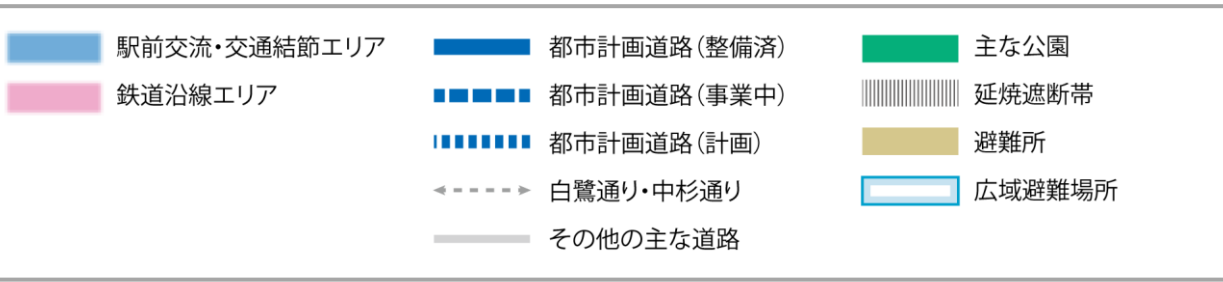 駅前交流・交通結節エリア
鉄道沿線エリア
都市計画道路(整備済)
都市計画道路(事業中)
都市計画道路(計画)
白鷺通り・中杉通り
その他の主な道路
主な公園
延焼遮断帯
避難所
広域避難場所